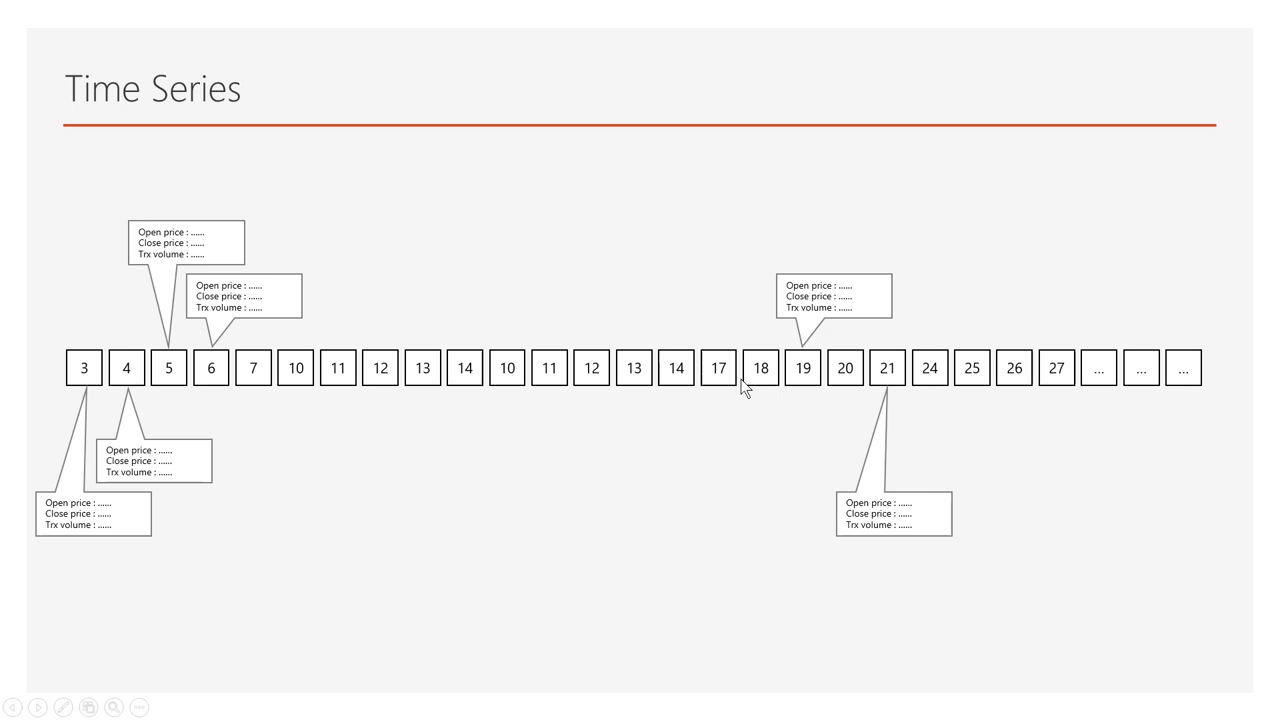 Time Series
Open price : ......
Close price : ......
Trx volume : ......
Open price : ......
Close price : ......
Trx volume : ......
Open price : ......
Close price : ......
Trx volume : ......
3 4 5 6 7 10 11 12 13 14 10 11 12 13 14 17 18 19 20 21 24 25 26 27 ... ... ...
Open price : ......
Close price : ......
Trx volume : ......
Open price : ......
Close price : ......
Trx volume : ......
Open price : ......
Close price : ......
Trx volume : ......